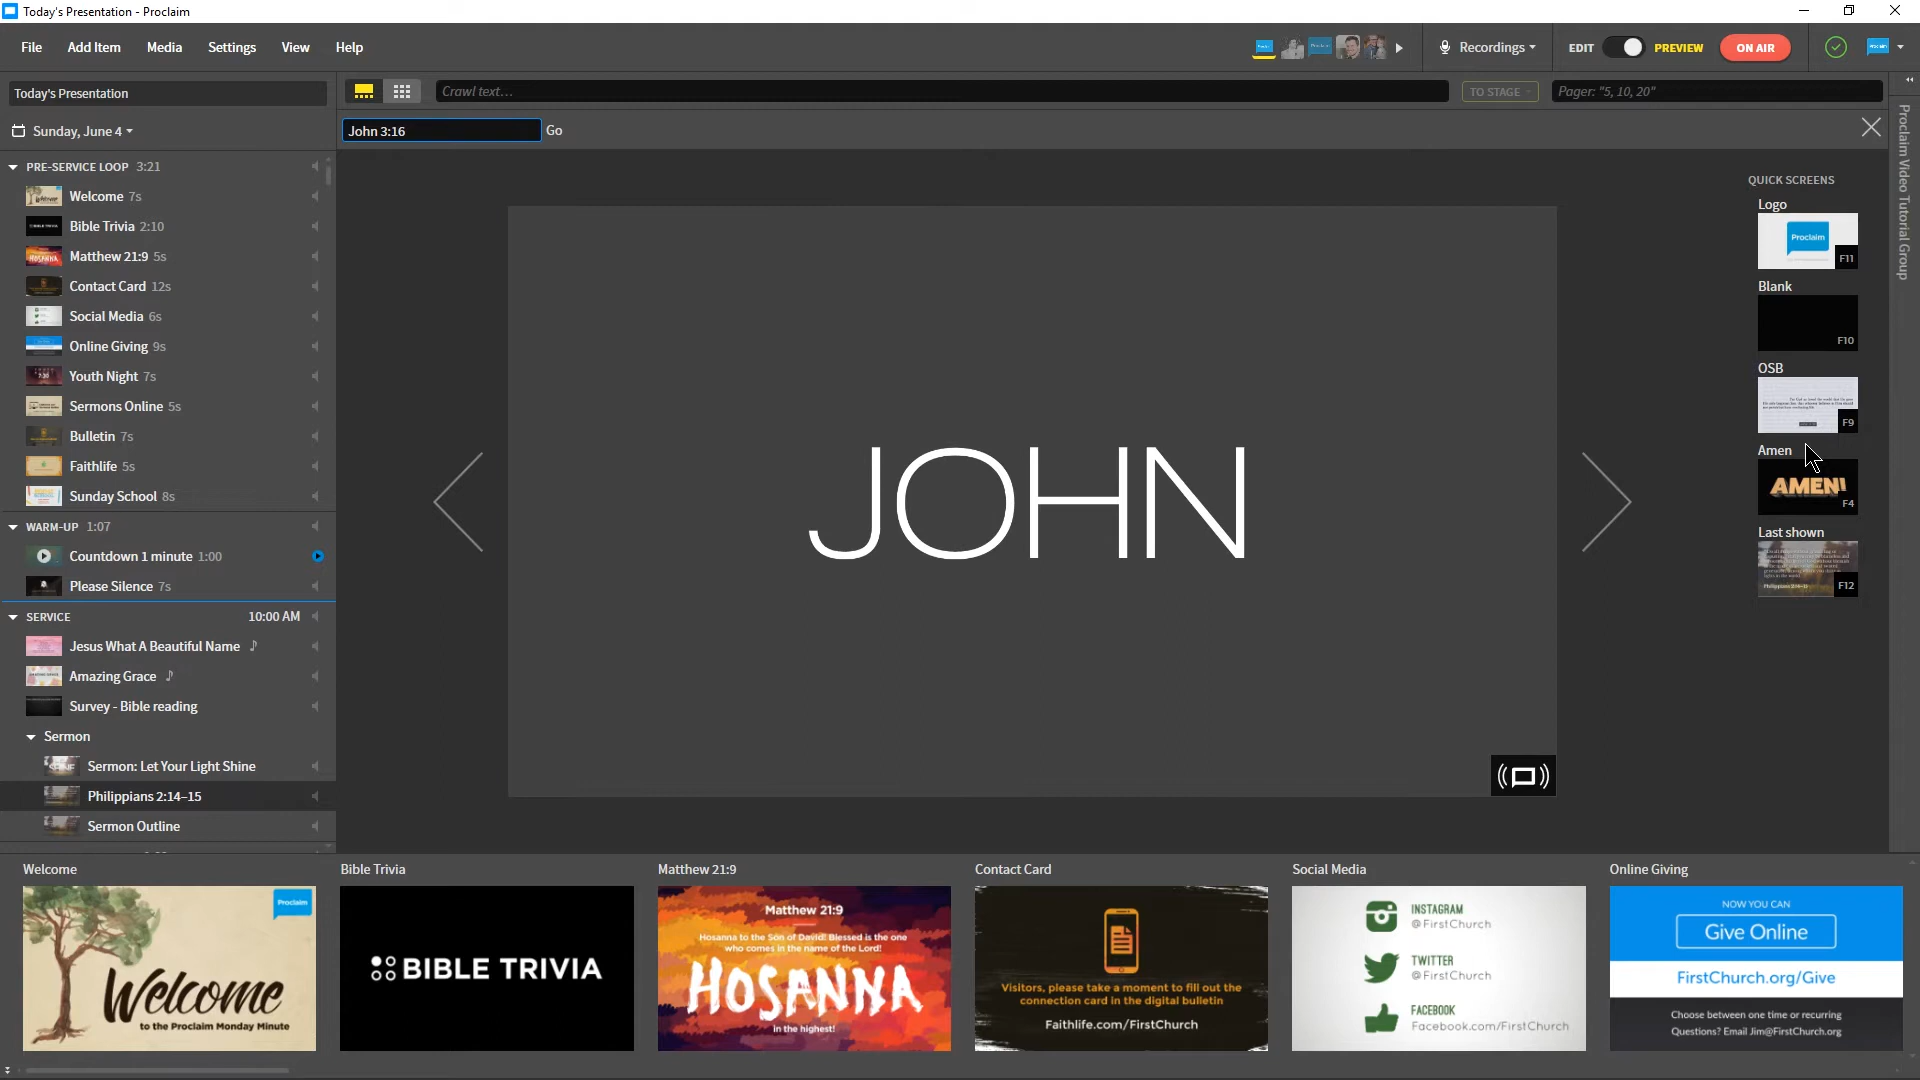 Today's Presentation - Proclaim
File Add Item Media Settings View Help
Recordings EDIT PREVIEW ON AIR
Today's Presentation
Crawl text...
TO STAGE
Pager: "5, 10, 20"
Sunday, June 4
John 3:16 Go
PRE-SERVICE LOOP 3:21
Welcome 7s
Bible Trivia 2:10
Matthew 21:9 5s
Contact Card 12s
Social Media 6s
Online Giving 9s
Youth Night 7s
Sermons Online 5s
Bulletin 7s
Faithlife 5s
Sunday School 8s
WARM-UP 1:07
Countdown 1 minute 1:00
Please Silence 7s
SERVICE 10:00 AM
Jesus What A Beautiful Name
Amazing Grace
Survey - Bible reading
Sermon
Sermon: Let Your Light Shine
Philippians 2:14–15
Sermon Outline
JOHN
QUICK SCREENS
Logo
Proclaim
F11
Blank
F10
OSB
F9
Amen
AMEN!
F4
Last shown
F12
Proclaim Video Tutorial Group
Welcome
Proclaim
Welcome
to the Proclaim Monday Minute
Bible Trivia
BIBLE TRIVIA
Matthew 21:9
Matthew 21:9
Hosanna to the Son of David! Blessed is the one
who comes in the name of the Lord!
HOSANNA
in the highest!
Contact Card
Visitors, please take a moment to fill out the
connection card in the digital bulletin
Faithlife.com/FirstChurch
Social Media
INSTAGRAM
@FirstChurch
TWITTER
@FirstChurch
FACEBOOK
Facebook.com/FirstChurch
Online Giving
NOW YOU CAN
Give Online
FirstChurch.org/Give
Choose between one time or recurring
Questions? Email Jim@FirstChurch.org